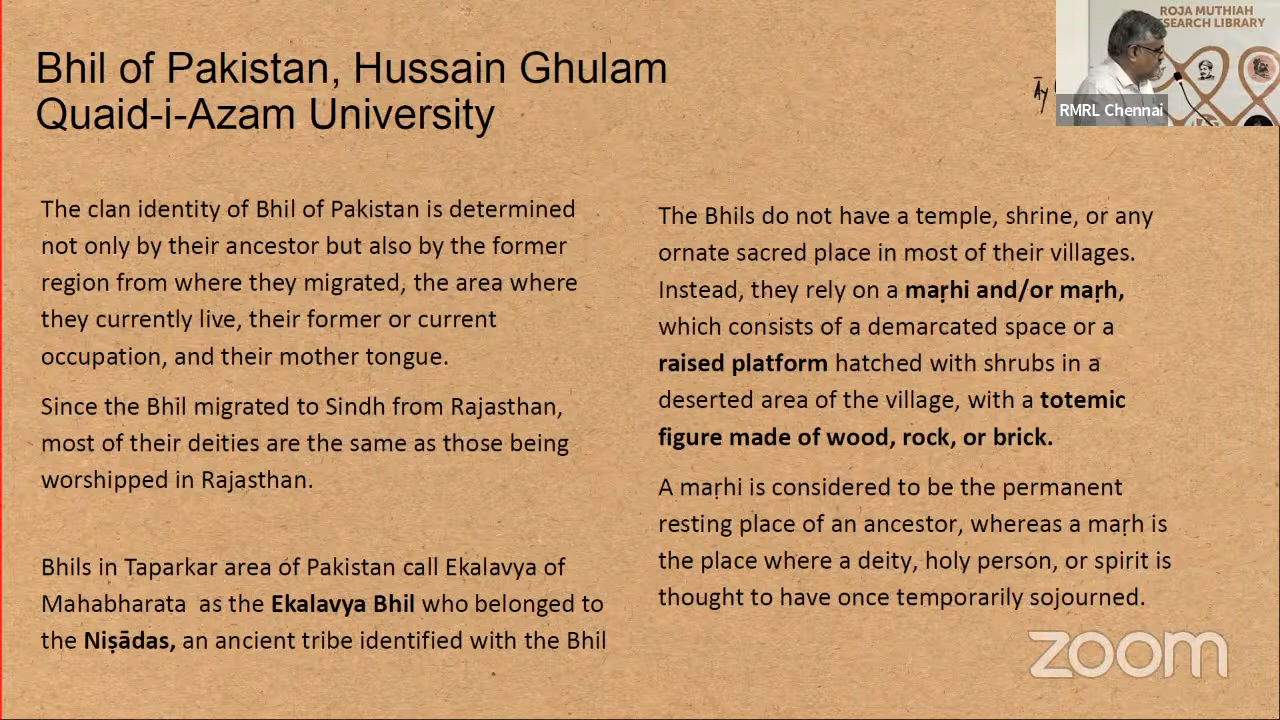 Bhil of Pakistan, Hussain Ghulam
Quaid-i-Azam University
The clan identity of Bhil of Pakistan is determined
not only by their ancestor but also by the former
region from where they migrated, the area where
they currently live, their former or current
occupation, and their mother tongue.
Since the Bhil migrated to Sindh from Rajasthan,
most of their deities are the same as those being
worshipped in Rajasthan.
Bhils in Taparkar area of Pakistan call Ekalavya of
Mahabharata as the Ekalavya Bhil who belonged to
the Niṣādas, an ancient tribe identified with the Bhil
The Bhils do not have a temple, shrine, or any
ornate sacred place in most of their villages.
Instead, they rely on a maṛhi and/or maṛh,
which consists of a demarcated space or a
raised platform hatched with shrubs in a
deserted area of the village, with a totemic
figure made of wood, rock, or brick.
A maṛhi is considered to be the permanent
resting place of an ancestor, whereas a maṛh is
the place where a deity, holy person, or spirit is
thought to have once temporarily sojourned.
Āy
ROJA MUTHIAH
ESEARCH LIBRARY
RMRL Chennai
zoom